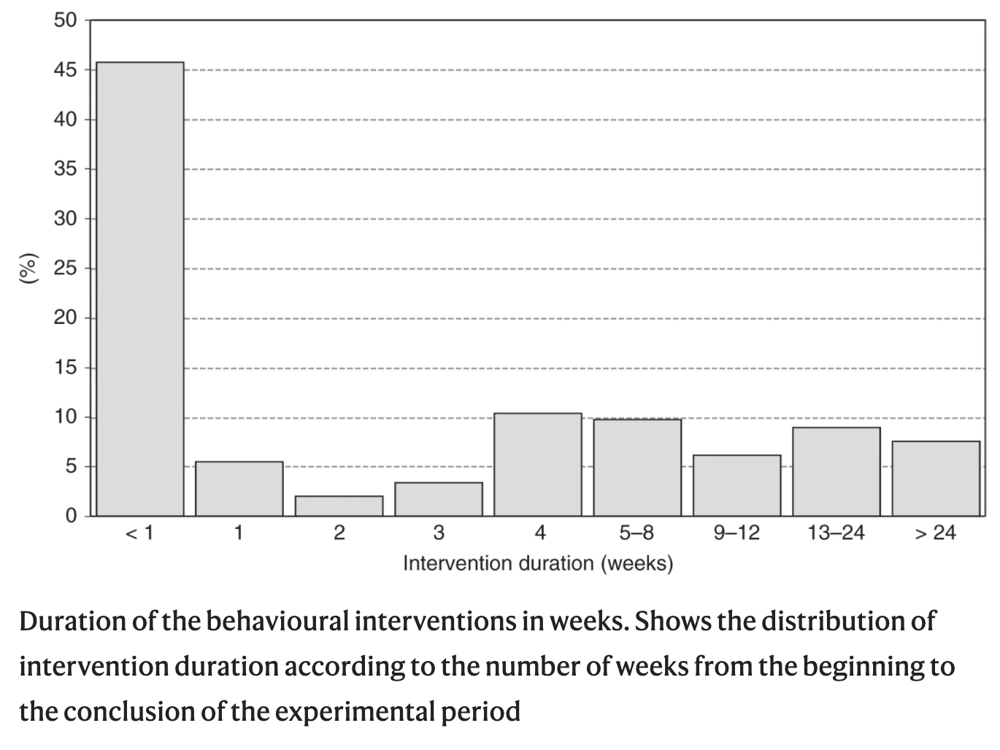 50
45
40
35
30
25
20
15
10
5
0
(%)
< 1 1 2 3 4 5–8 9–12 13–24 > 24
Intervention duration (weeks)
Duration of the behavioural interventions in weeks. Shows the distribution of
intervention duration according to the number of weeks from the beginning to
the conclusion of the experimental period